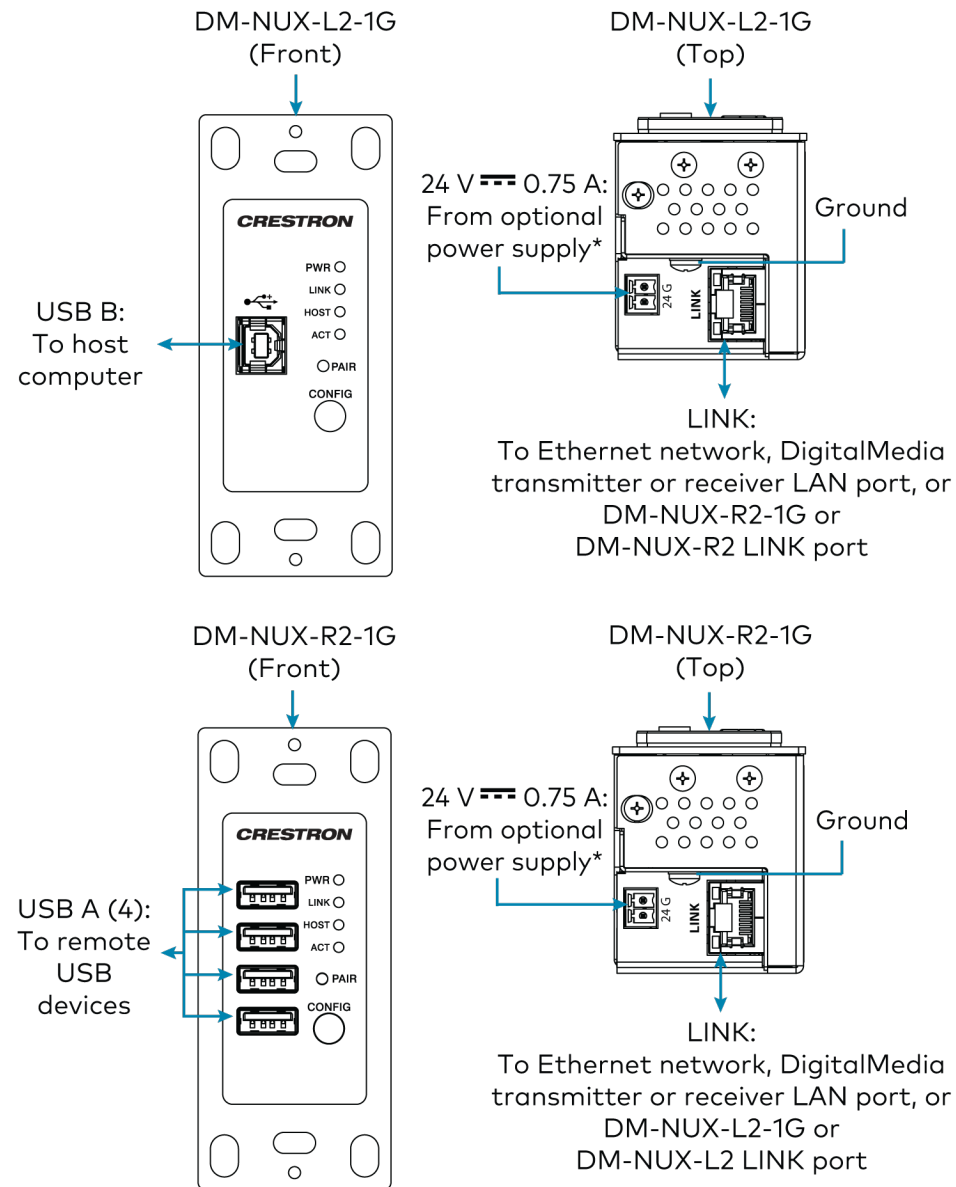 DM-NUX-L2-1G
(Front)
CRESTRON
PWR
LINK
HOST
ACT
PAIR
CONFIG
USB B:
To host
computer
DM-NUX-L2-1G
(Top)
24 V ⎓ 0.75 A:
From optional
power supply*
Ground
24 G
LINK
LINK:
To Ethernet network, DigitalMedia
transmitter or receiver LAN port, or
DM-NUX-R2-1G or
DM-NUX-R2 LINK port
DM-NUX-R2-1G
(Front)
CRESTRON
PWR
LINK
HOST
ACT
PAIR
CONFIG
USB A (4):
To remote
USB
devices
DM-NUX-R2-1G
(Top)
24 V ⎓ 0.75 A:
From optional
power supply*
Ground
24 G
LINK
LINK:
To Ethernet network, DigitalMedia
transmitter or receiver LAN port, or
DM-NUX-L2-1G or
DM-NUX-L2 LINK port